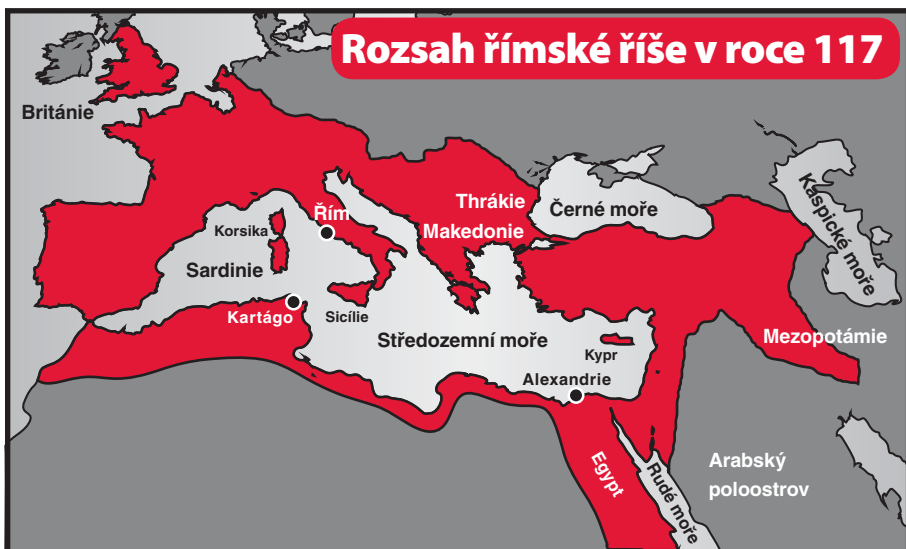 Rozsah římské říše v roce 117
Británie
Thrákie
Makedonie
Černé moře
Kaspické moře
Řím
Korsika
Sardinie
Kartágo
Sicílie
Středozemní moře
Kypr
Alexandrie
Mezopotámie
Egypt
Rudé moře
Arabský
poloostrov